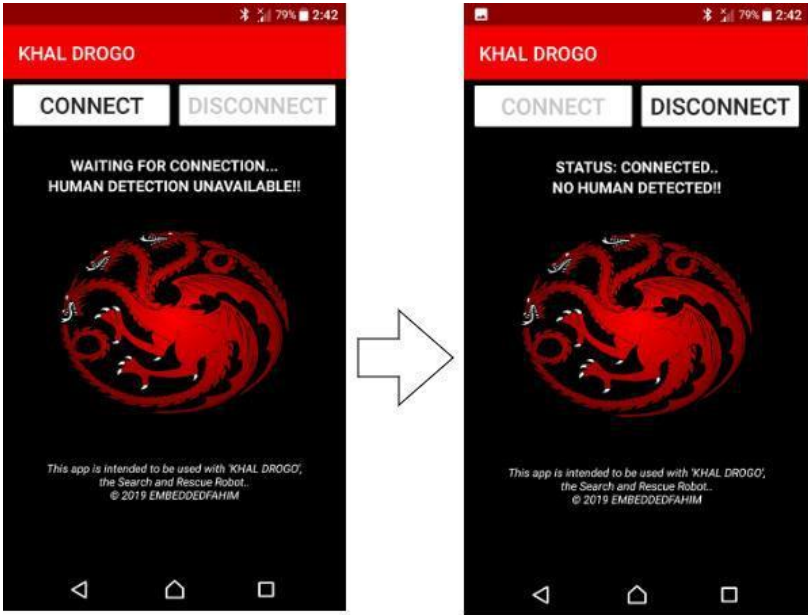 79% 2:42
KHAL DROGO
CONNECT DISCONNECT
WAITING FOR CONNECTION...
HUMAN DETECTION UNAVAILABLE!!
This app is intended to be used with 'KHAL DROGO',
the Search and Rescue Robot..
© 2019 EMBEDDEDFAHIM
79% 2:42
KHAL DROGO
CONNECT DISCONNECT
STATUS: CONNECTED..
NO HUMAN DETECTED!!
This app is intended to be used with 'KHAL DROGO',
the Search and Rescue Robot..
© 2019 EMBEDDEDFAHIM